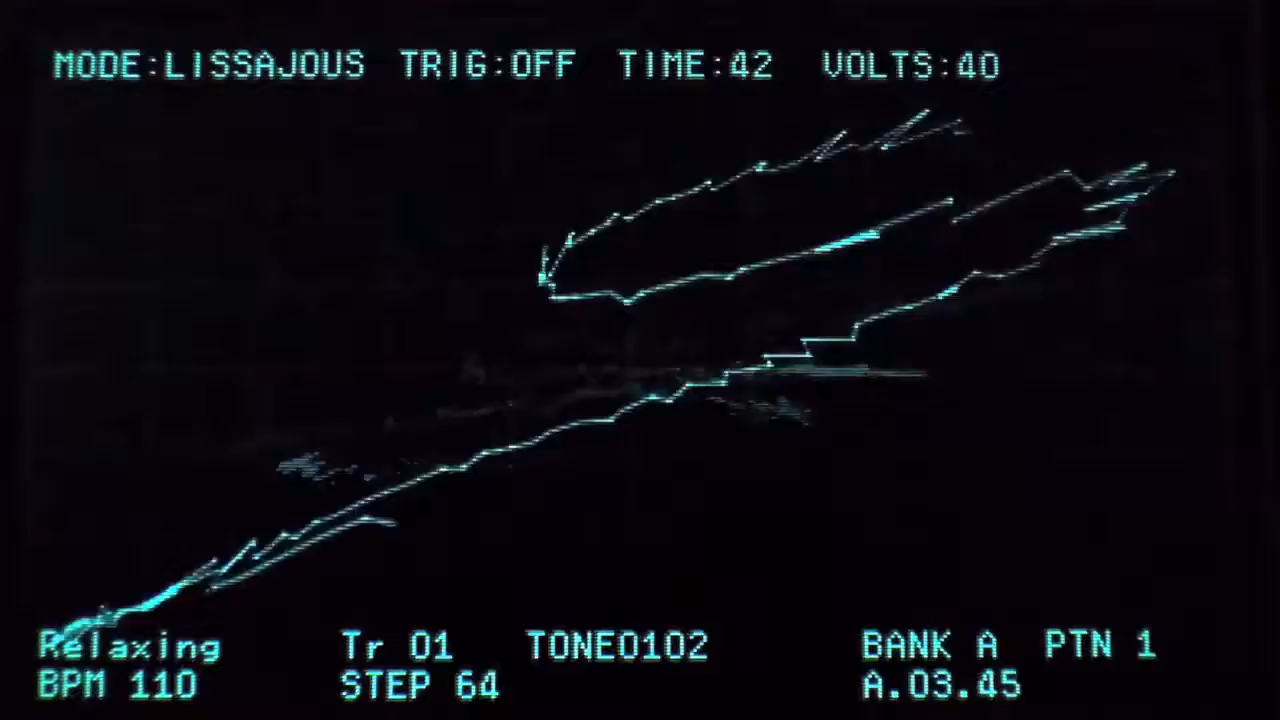 MODE:LISSAJOUS TRIG:OFF TIME:42 VOLTS:40
Relaxing Tr 01 TONE0102 BANK A PTN 1
BPM 110 STEP 64 A.03.45